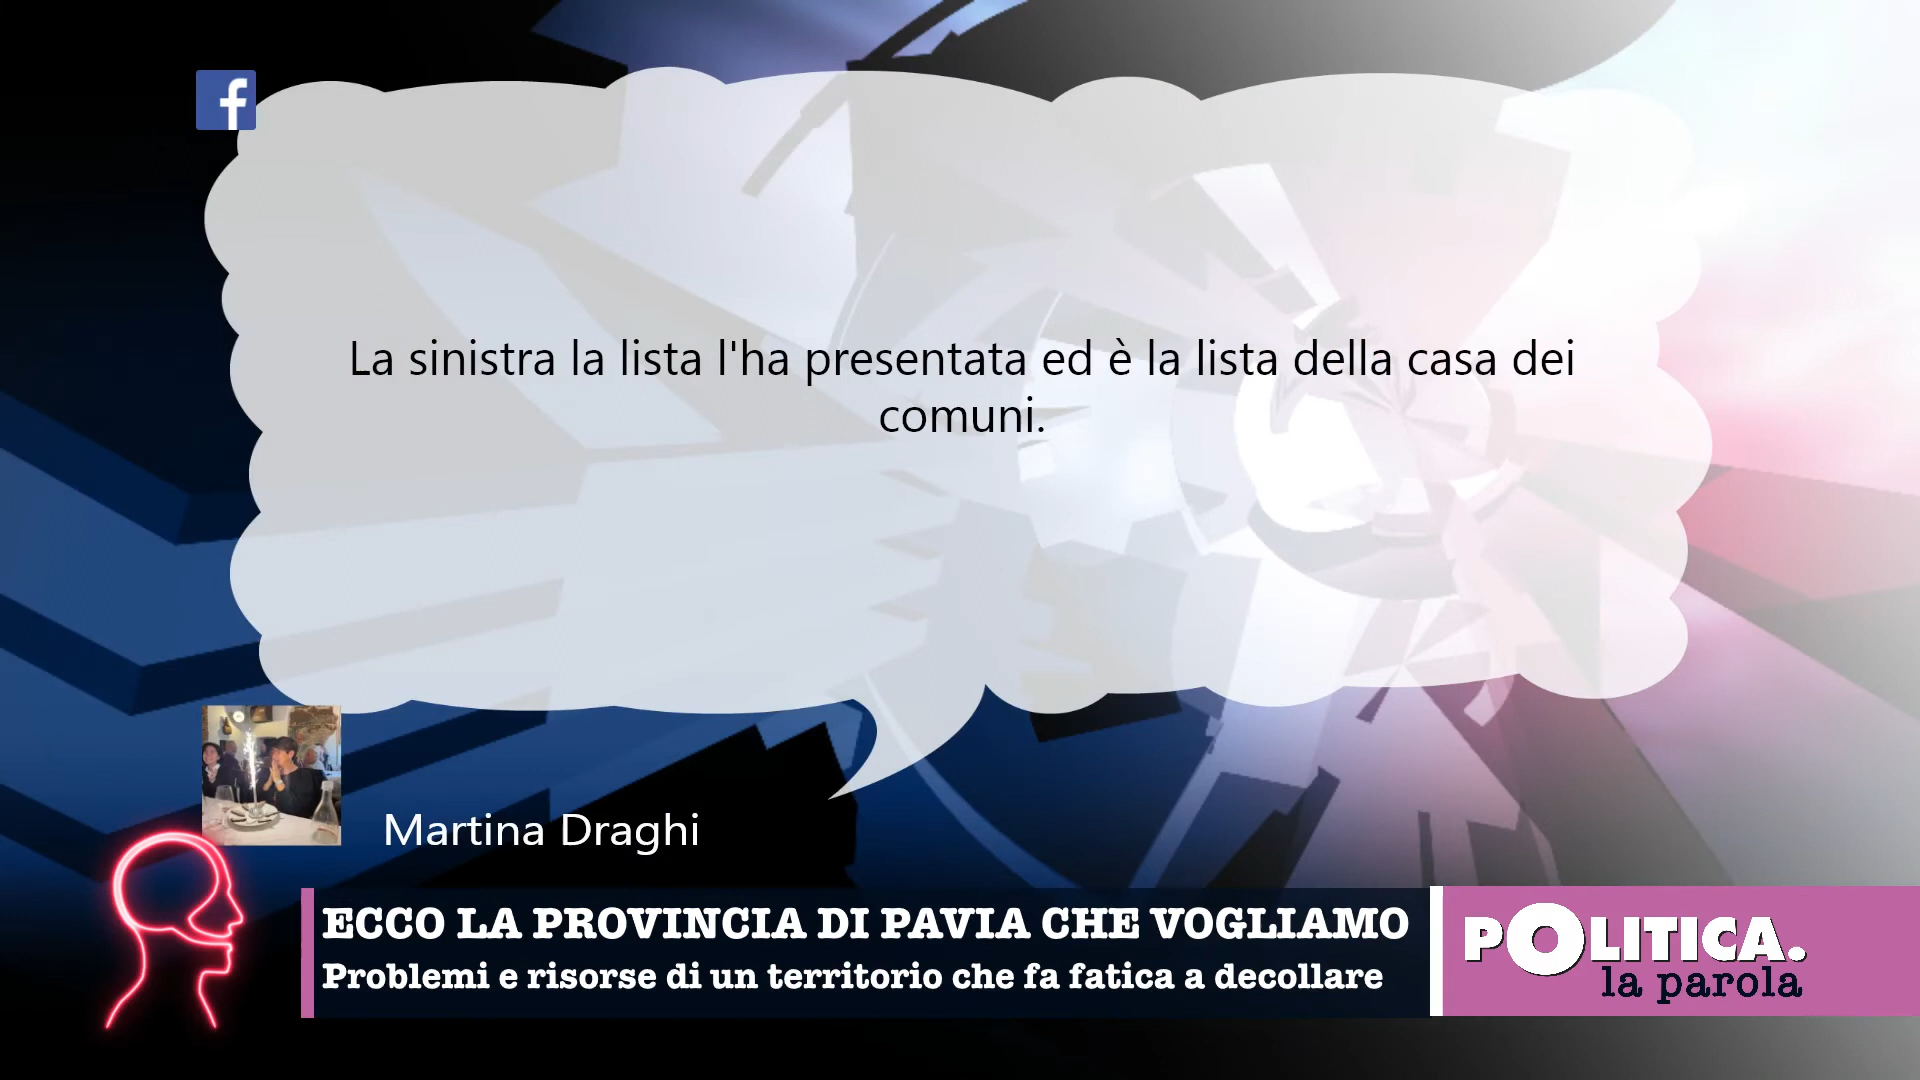 La sinistra la lista l'ha presentata ed è la lista della casa dei
comuni.
Martina Draghi
ECCO LA PROVINCIA DI PAVIA CHE VOGLIAMO
Problemi e risorse di un territorio che fa fatica a decollare
POLITICA.
la parola